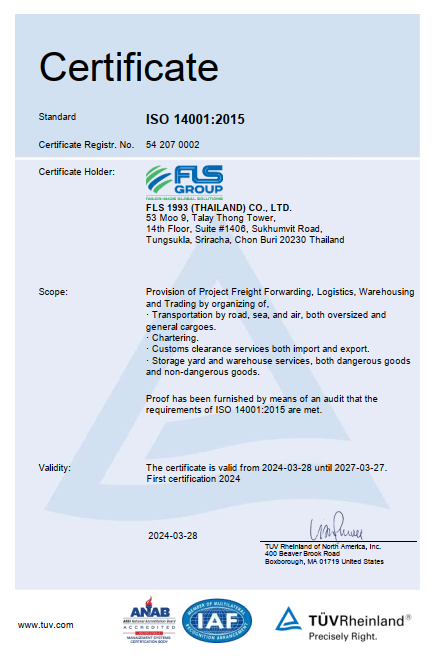 Certificate
Standard
ISO 14001:2015
Certificate Registr. No.
54 207 0002
Certificate Holder:
FLS
GROUP
TAILOR-MADE GLOBAL SOLUTIONS
FLS 1993 (THAILAND) CO., LTD.
53 Moo 9, Talay Thong Tower,
14th Floor, Suite #1406, Sukhumvit Road,
Tungsukla, Sriracha, Chon Buri 20230 Thailand
Scope:
Provision of Project Freight Forwarding, Logistics, Warehousing
and Trading by organizing of,
· Transportation by road, sea, and air, both oversized and
general cargoes.
· Chartering.
· Customs clearance services both import and export.
· Storage yard and warehouse services, both dangerous goods
and non-dangerous goods.
Proof has been furnished by means of an audit that the
requirements of ISO 14001:2015 are met.
Validity:
The certificate is valid from 2024-03-28 until 2027-03-27.
First certification 2024
2024-03-28
TÜV Rheinland of North America, Inc.
400 Beaver Brook Road
Boxborough, MA 01719 United States
www.tuv.com
ANAB
ANSI National Accreditation Board
ACCREDITED
MANAGEMENT SYSTEMS
CERTIFICATION BODY
MEMBER OF MULTILATERAL
IAF
RECOGNITION ARRANGEMENT
TÜVRheinland®
Precisely Right.